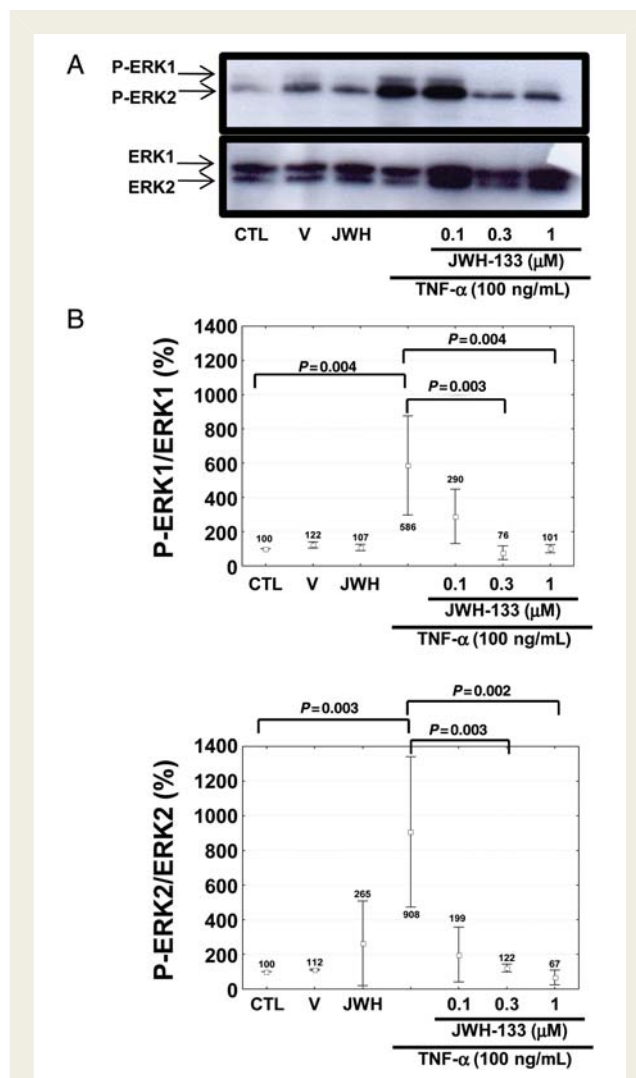 A
P-ERK1
P-ERK2
ERK1
ERK2
CTL V JWH 0.1 0.3 1
JWH-133 (μM)
TNF-α (100 ng/mL)
B
P-ERK1/ERK1 (%)
1400
1200
1000
800
600
400
200
0
P=0.004
P=0.004
P=0.003
100 122 107 586 290 76 101
CTL V JWH 0.1 0.3 1
JWH-133 (μM)
TNF-α (100 ng/mL)
P-ERK2/ERK2 (%)
1400
1200
1000
800
600
400
200
0
P=0.002
P=0.003
P=0.003
100 112 265 908 199 122 67
CTL V JWH 0.1 0.3 1
JWH-133 (μM)
TNF-α (100 ng/mL)